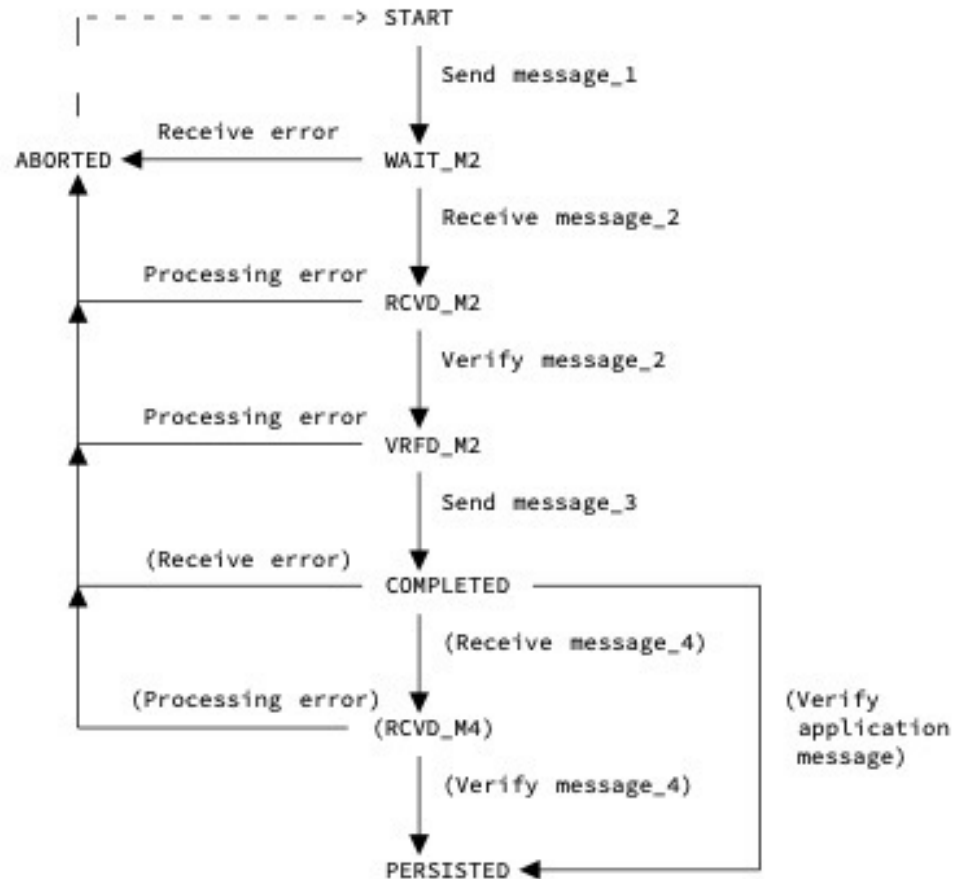 START
Send message_1
Receive error
ABORTED
WAIT_M2
Receive message_2
Processing error
RCVD_M2
Verify message_2
Processing error
VRFD_M2
Send message_3
(Receive error)
COMPLETED
(Receive message_4)
(Processing error)
(RCVD_M4)
(Verify
application
message)
(Verify message_4)
PERSISTED